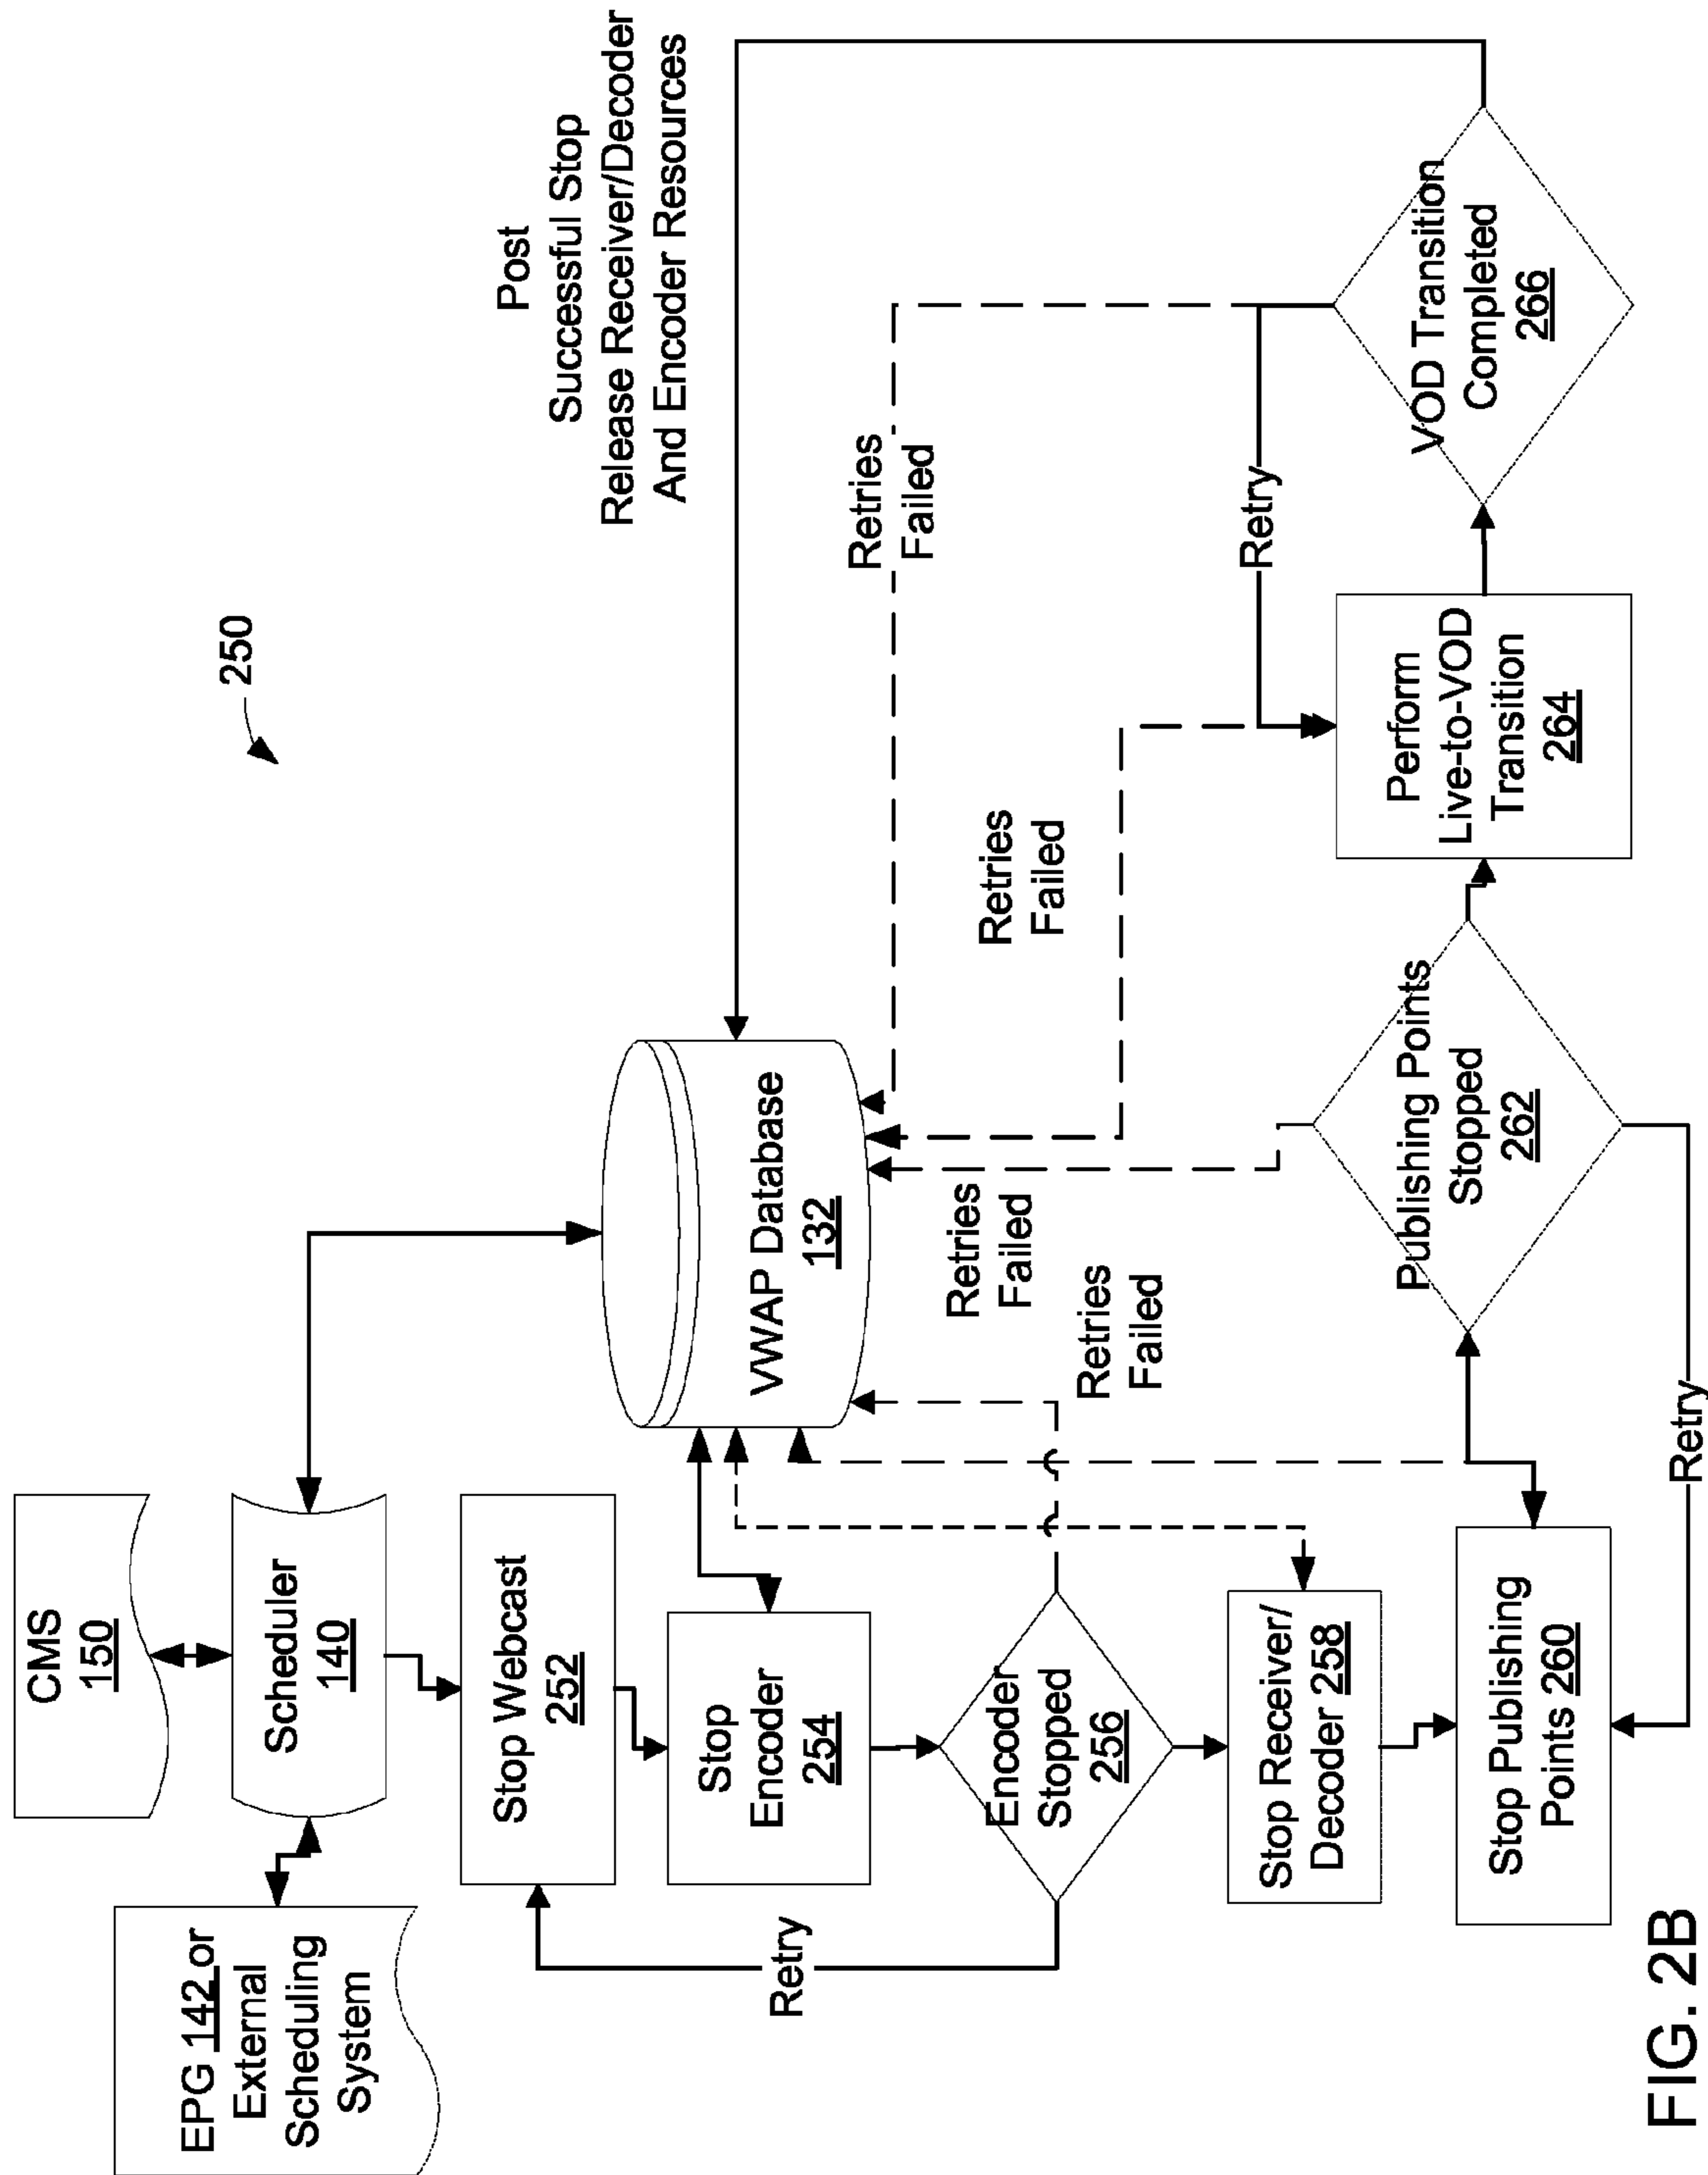 250
CMS
150
EPG 142 or
External
Scheduling
System
Scheduler
140
Stop Webcast
252
Stop
Encoder
254
Encoder
Stopped
256
Retry
Stop Receiver/
Decoder 258
Stop Publishing
Points 260
VWAP Database
132
Retries
Failed
Retries
Failed
Retries
Failed
Retries
Failed
Publishing Points
Stopped
262
Retry
Perform
Live-to-VOD
Transition
264
Retry
VOD Transition
Completed
266
Post
Successful Stop
Release Receiver/Decoder
And Encoder Resources
FIG. 2B